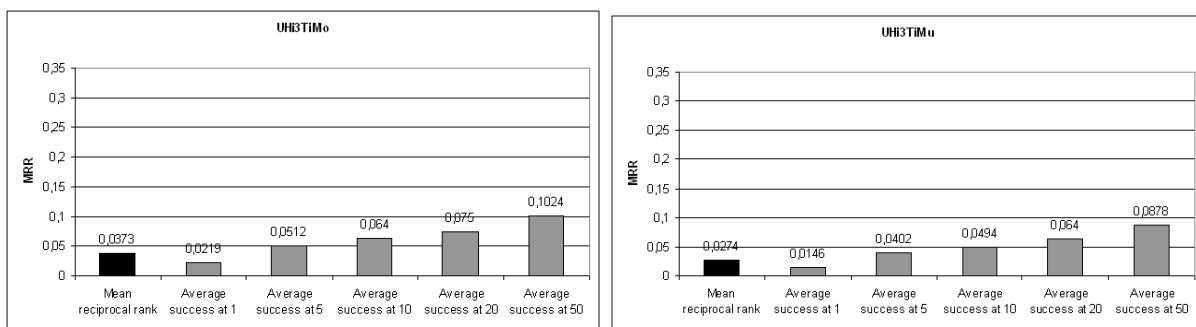 UHi3TiMo
0,35
0,3
0,25
0,2
0,15
0,1
0,05
0
MRR
0,0373
0,0219
0,0512
0,064
0,075
0,1024
Mean reciprocal rank
Average success at 1
Average success at 5
Average success at 10
Average success at 20
Average success at 50
UHi3TiMu
0,35
0,3
0,25
0,2
0,15
0,1
0,05
0
MRR
0,0274
0,0146
0,0402
0,0494
0,064
0,0878
Mean reciprocal rank
Average success at 1
Average success at 5
Average success at 10
Average success at 20
Average success at 50